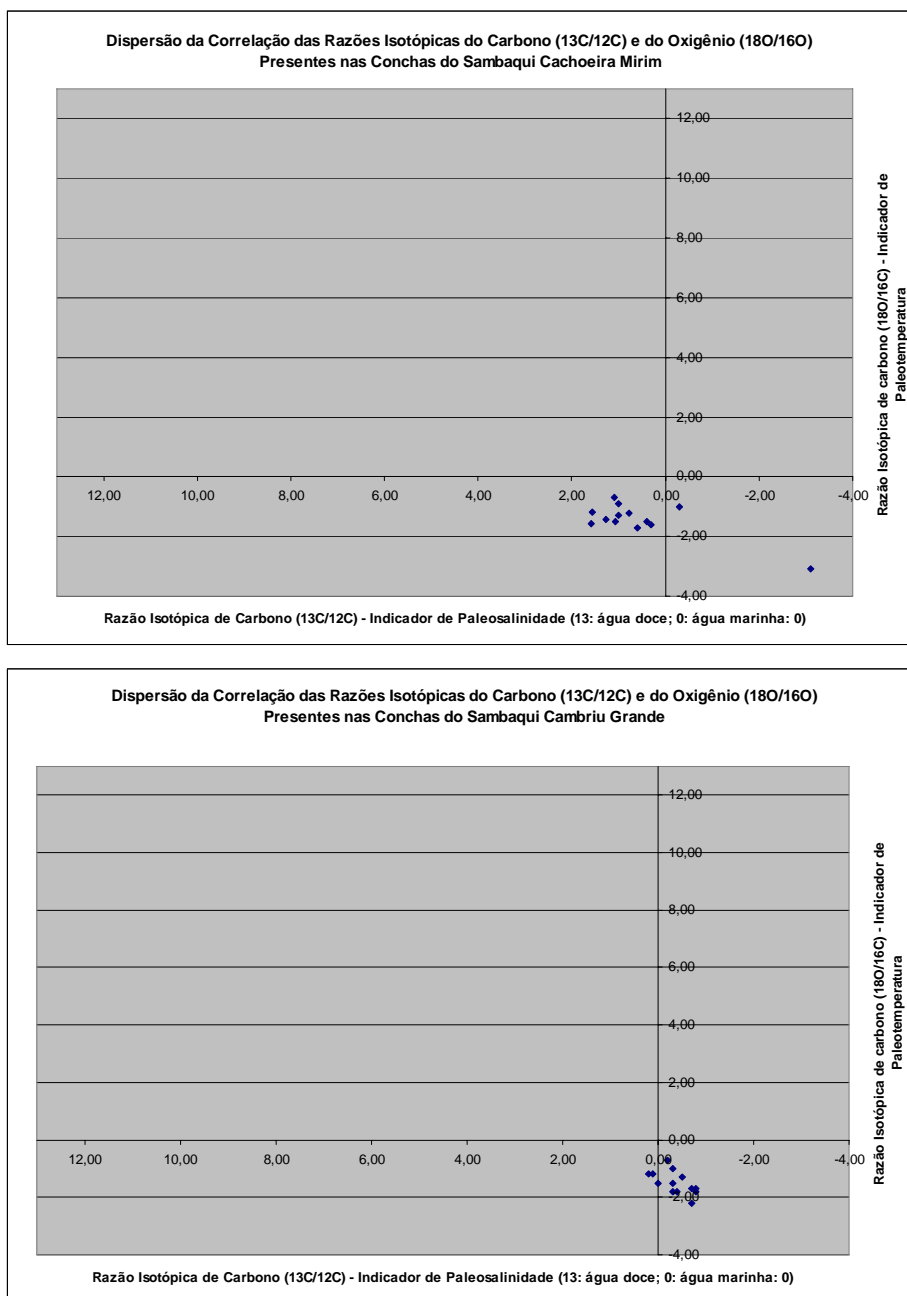 Dispersão da Correlação das Razões Isotópicas do Carbono (13C/12C) e do Oxigênio (18O/16O)
Presentes nas Conchas do Sambaqui Cachoeira Mirim
12,00
10,00
8,00
6,00
4,00
2,00
0,00
12,00 10,00 8,00 6,00 4,00 2,00 0,00 -2,00 -4,00
-2,00
-4,00
Razão Isotópica de carbono (18O/16C) - Indicador de
Paleotemperatura
Razão Isotópica de Carbono (13C/12C) - Indicador de Paleosalinidade (13: água doce; 0: água marinha: 0)
Dispersão da Correlação das Razões Isotópicas do Carbono (13C/12C) e do Oxigênio (18O/16O)
Presentes nas Conchas do Sambaqui Cambriu Grande
12,00
10,00
8,00
6,00
4,00
2,00
0,00
12,00 10,00 8,00 6,00 4,00 2,00 0,00 -2,00 -4,00
-2,00
-4,00
Razão Isotópica de carbono (18O/16C) - Indicador de
Paleotemperatura
Razão Isotópica de Carbono (13C/12C) - Indicador de Paleosalinidade (13: água doce; 0: água marinha: 0)